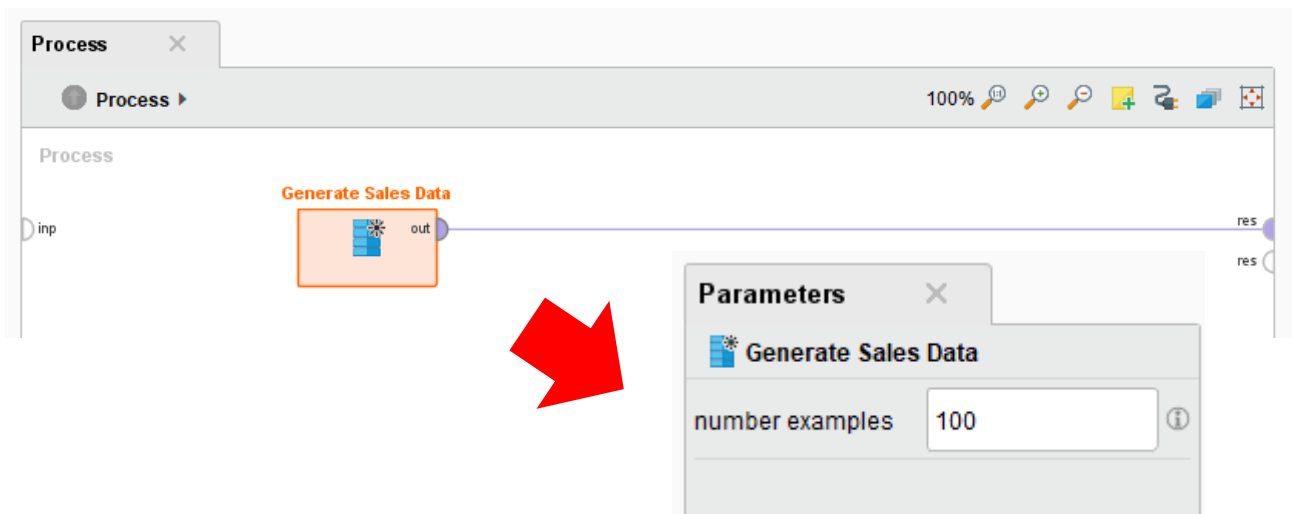 Process
Process
100%
Process
Generate Sales Data
inp
out
res
res
Parameters
Generate Sales Data
number examples
100